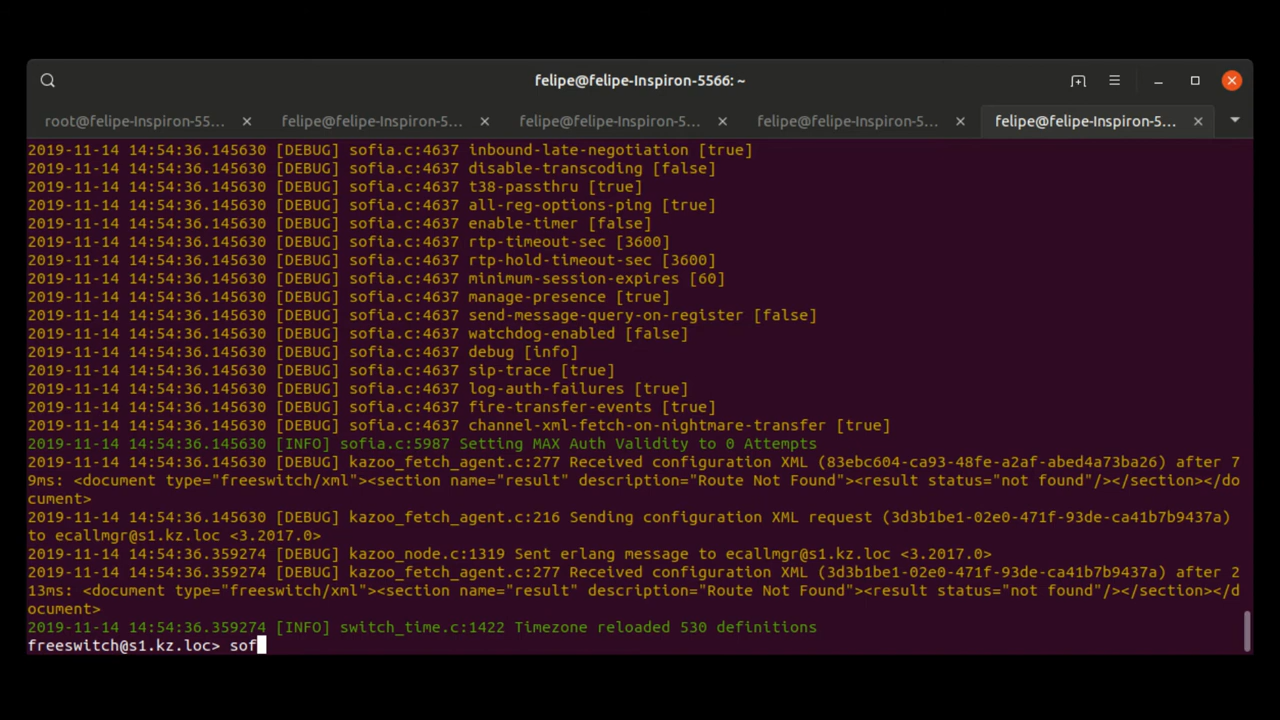 felipe@felipe-Inspiron-5566: ~
root@felipe-Inspiron-55...
felipe@felipe-Inspiron-5...
felipe@felipe-Inspiron-5...
felipe@felipe-Inspiron-5...
felipe@felipe-Inspiron-5...
2019-11-14 14:54:36.145630 [DEBUG] sofia.c:4637 inbound-late-negotiation [true]
2019-11-14 14:54:36.145630 [DEBUG] sofia.c:4637 disable-transcoding [false]
2019-11-14 14:54:36.145630 [DEBUG] sofia.c:4637 t38-passthru [true]
2019-11-14 14:54:36.145630 [DEBUG] sofia.c:4637 all-reg-options-ping [true]
2019-11-14 14:54:36.145630 [DEBUG] sofia.c:4637 enable-timer [false]
2019-11-14 14:54:36.145630 [DEBUG] sofia.c:4637 rtp-timeout-sec [3600]
2019-11-14 14:54:36.145630 [DEBUG] sofia.c:4637 rtp-hold-timeout-sec [3600]
2019-11-14 14:54:36.145630 [DEBUG] sofia.c:4637 minimum-session-expires [60]
2019-11-14 14:54:36.145630 [DEBUG] sofia.c:4637 manage-presence [true]
2019-11-14 14:54:36.145630 [DEBUG] sofia.c:4637 send-message-query-on-register [false]
2019-11-14 14:54:36.145630 [DEBUG] sofia.c:4637 watchdog-enabled [false]
2019-11-14 14:54:36.145630 [DEBUG] sofia.c:4637 debug [info]
2019-11-14 14:54:36.145630 [DEBUG] sofia.c:4637 sip-trace [true]
2019-11-14 14:54:36.145630 [DEBUG] sofia.c:4637 log-auth-failures [true]
2019-11-14 14:54:36.145630 [DEBUG] sofia.c:4637 fire-transfer-events [true]
2019-11-14 14:54:36.145630 [DEBUG] sofia.c:4637 channel-xml-fetch-on-nightmare-transfer [true]
2019-11-14 14:54:36.145630 [INFO] sofia.c:5987 Setting MAX Auth Validity to 0 Attempts
2019-11-14 14:54:36.145630 [DEBUG] kazoo_fetch_agent.c:277 Received configuration XML (83ebc604-ca93-48fe-a2af-abed4a73ba26) after 7
9ms: <document type="freeswitch/xml"><section name="result" description="Route Not Found"><result status="not found"/></section></do
cument>
2019-11-14 14:54:36.145630 [DEBUG] kazoo_fetch_agent.c:216 Sending configuration XML request (3d3b1be1-02e0-471f-93de-ca41b7b9437a)
to ecallmgr@s1.kz.loc <3.2017.0>
2019-11-14 14:54:36.359274 [DEBUG] kazoo_node.c:1319 Sent erlang message to ecallmgr@s1.kz.loc <3.2017.0>
2019-11-14 14:54:36.359274 [DEBUG] kazoo_fetch_agent.c:277 Received configuration XML (3d3b1be1-02e0-471f-93de-ca41b7b9437a) after 2
13ms: <document type="freeswitch/xml"><section name="result" description="Route Not Found"><result status="not found"/></section></d
ocument>
2019-11-14 14:54:36.359274 [INFO] switch_time.c:1422 Timezone reloaded 530 definitions
freeswitch@s1.kz.loc> sof